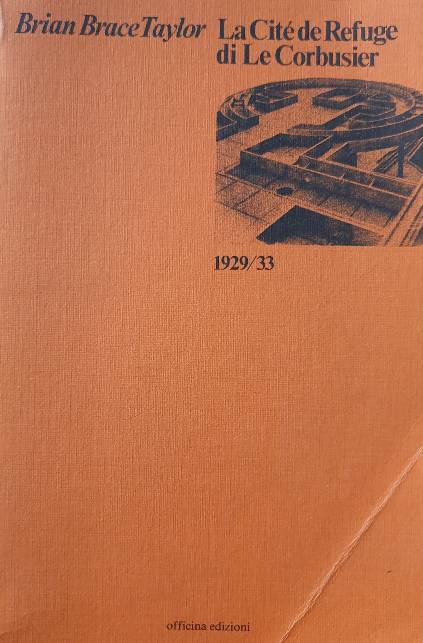 Brian Brace Taylor La Cité de Refuge
di Le Corbusier
1929/33
officina edizioni